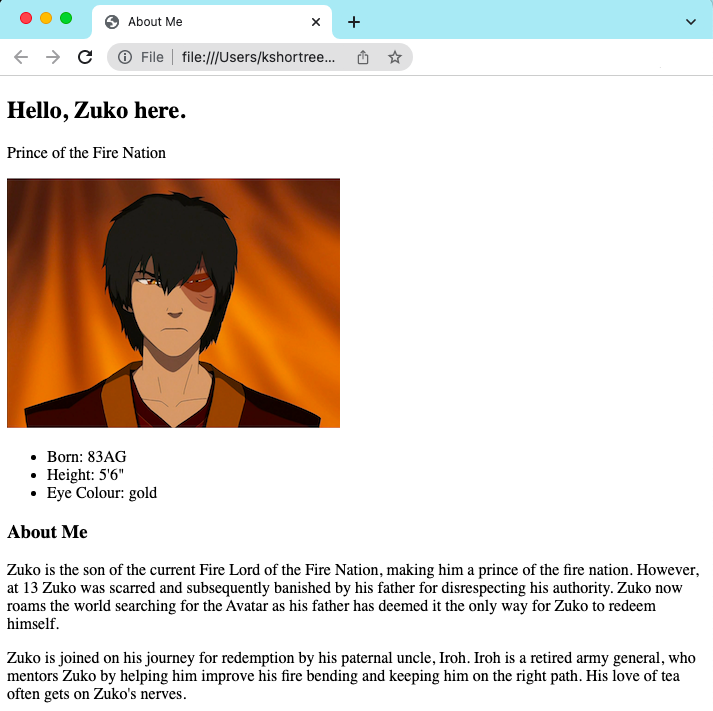 About Me
File file:///Users/kshortree...
Hello, Zuko here.
Prince of the Fire Nation
Born: 83AG
Height: 5'6"
Eye Colour: gold
About Me
Zuko is the son of the current Fire Lord of the Fire Nation, making him a prince of the fire nation. However,
at 13 Zuko was scarred and subsequently banished by his father for disrespecting his authority. Zuko now
roams the world searching for the Avatar as his father has deemed it the only way for Zuko to redeem
himself.
Zuko is joined on his journey for redemption by his paternal uncle, Iroh. Iroh is a retired army general, who
mentors Zuko by helping him improve his fire bending and keeping him on the right path. His love of tea
often gets on Zuko's nerves.